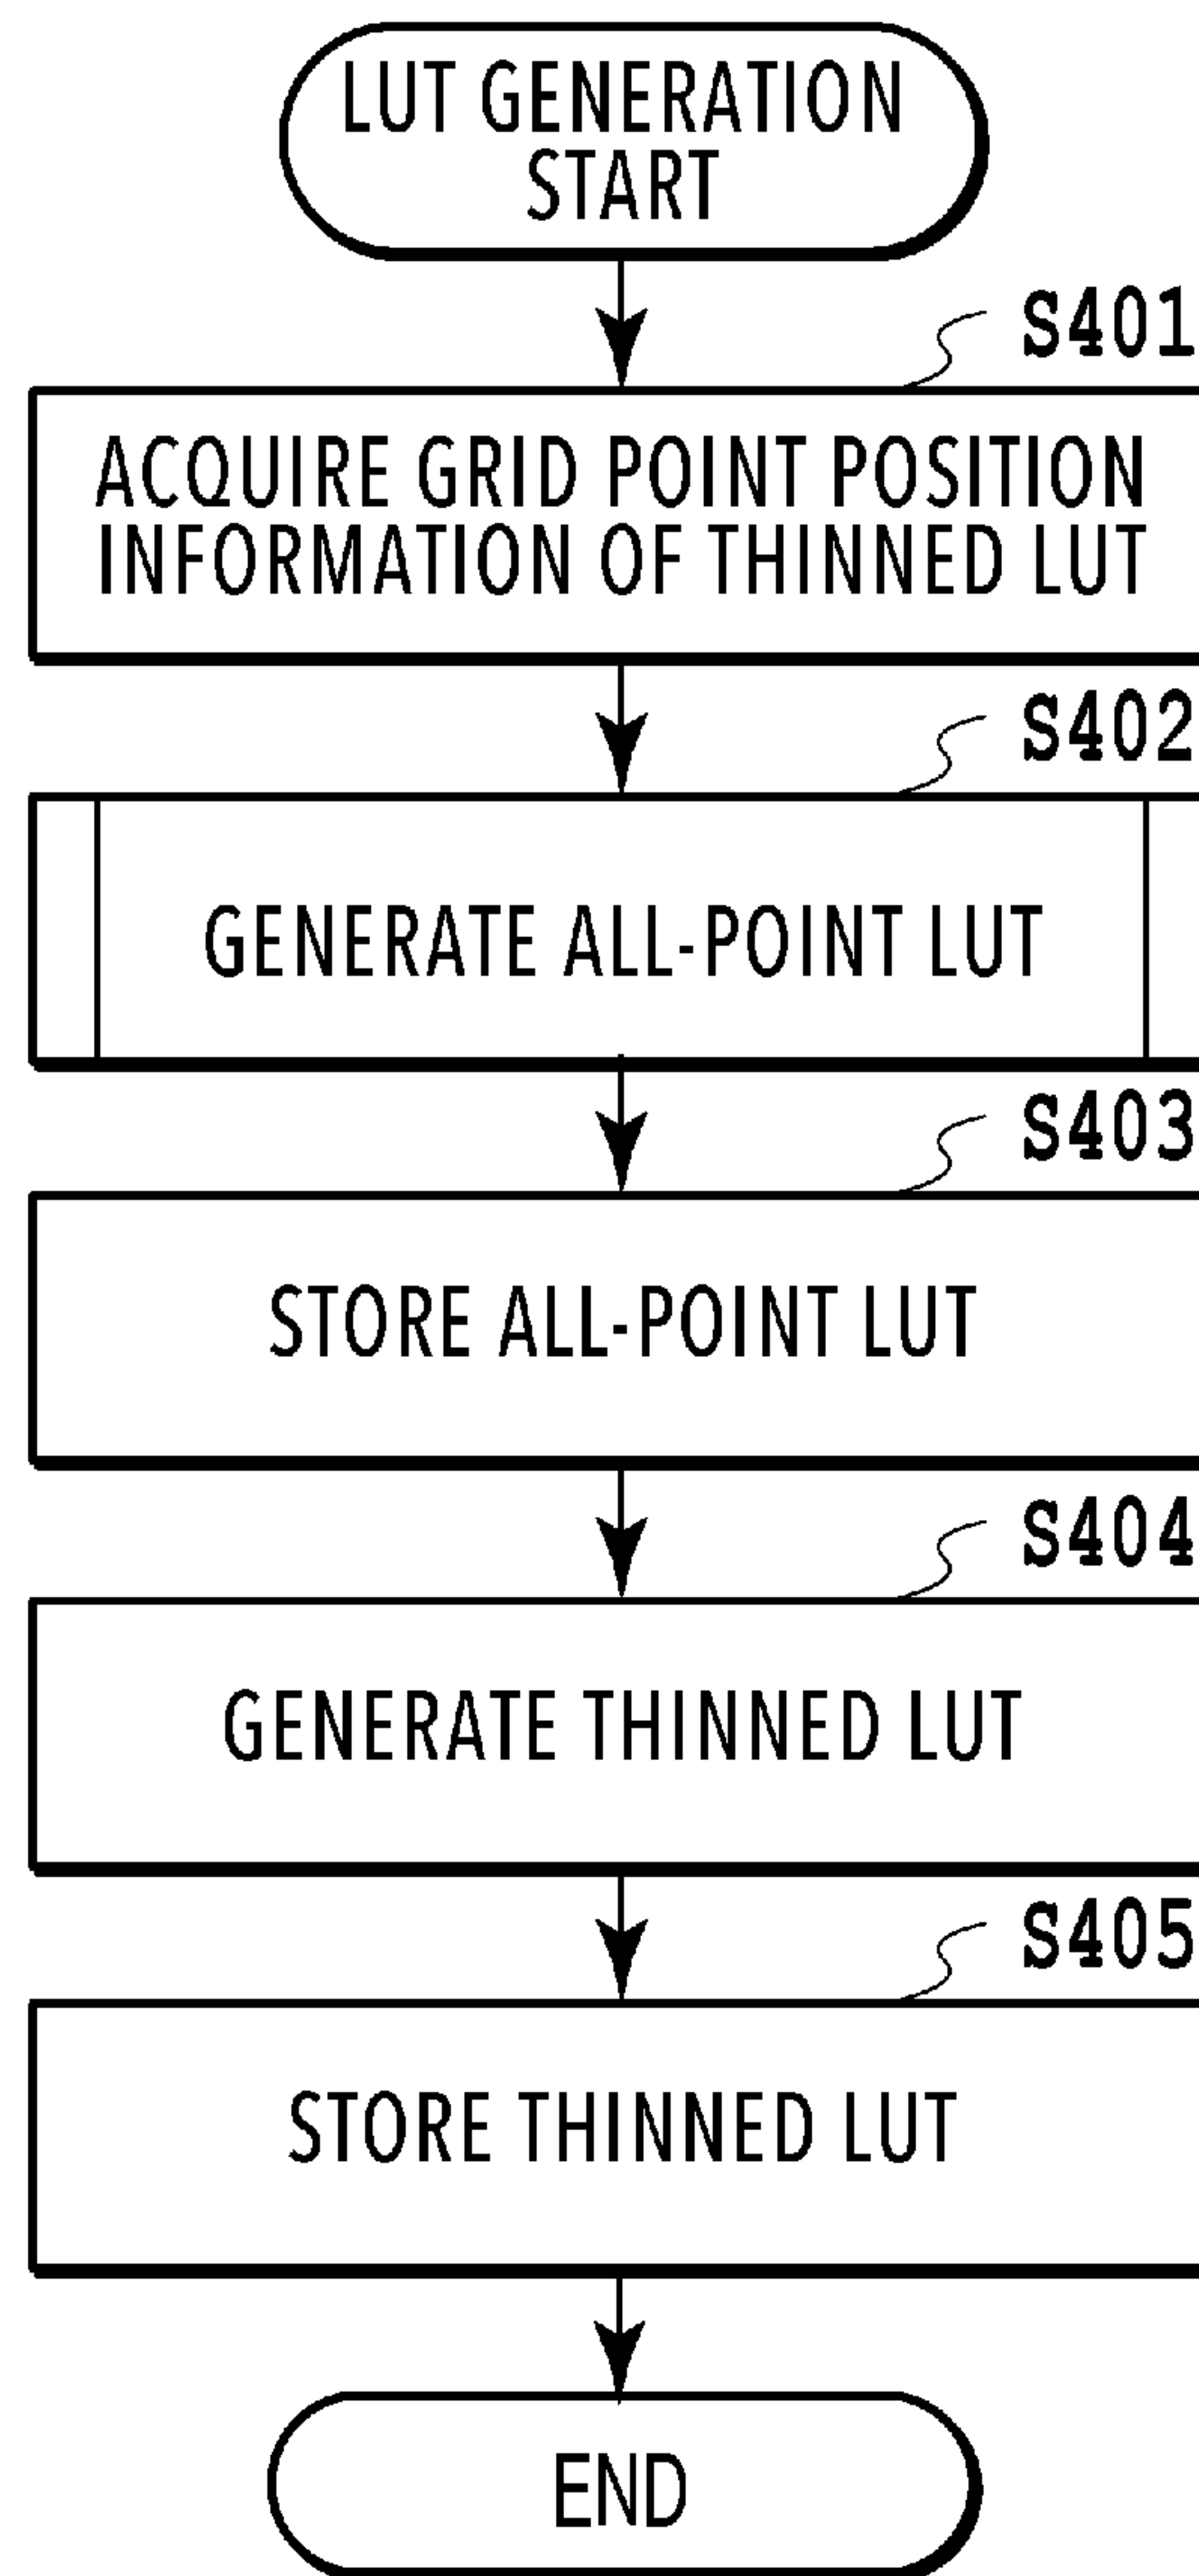 LUT GENERATION
START
S401
ACQUIRE GRID POINT POSITION
INFORMATION OF THINNED LUT
S402
GENERATE ALL-POINT LUT
S403
STORE ALL-POINT LUT
S404
GENERATE THINNED LUT
S405
STORE THINNED LUT
END